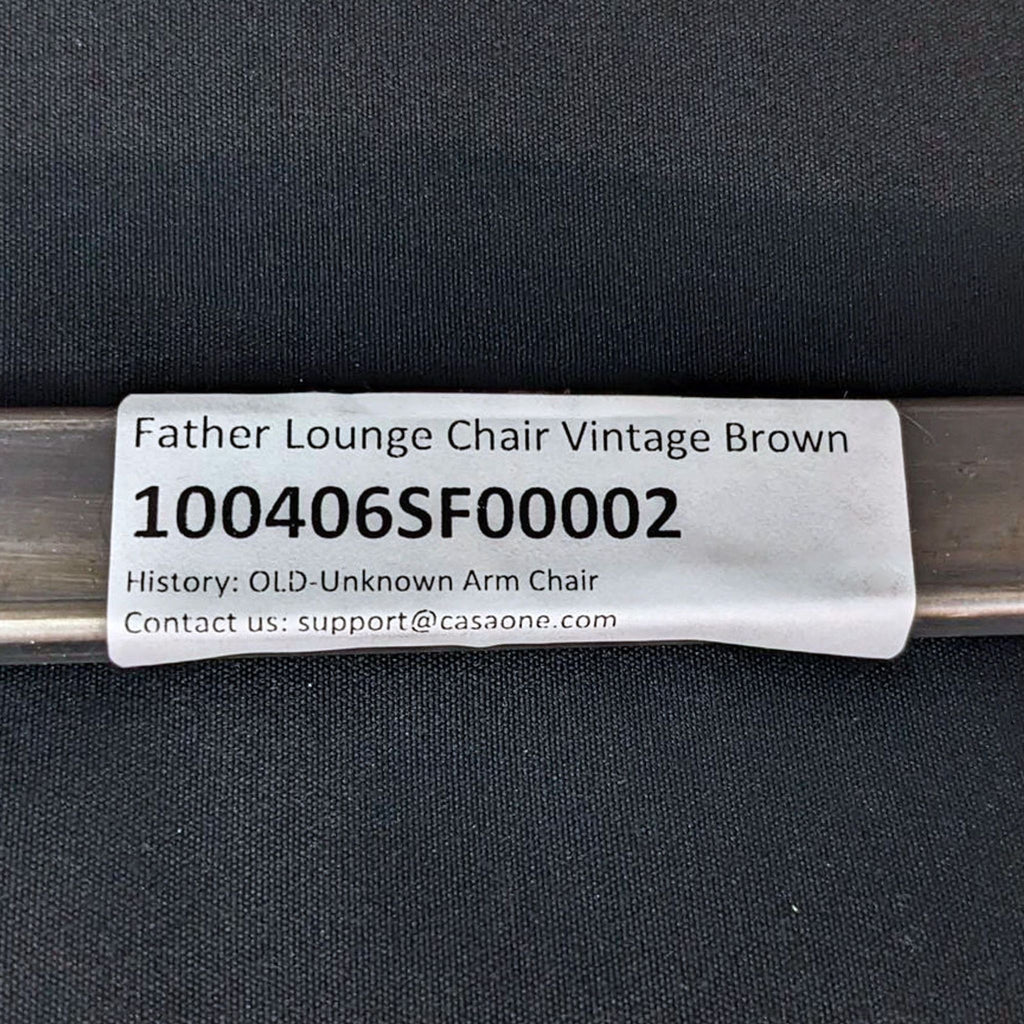 Father Lounge Chair Vintage Brown
100406SF00002
History: OLD-Unknown Arm Chair
Contact us: support@casaone.com